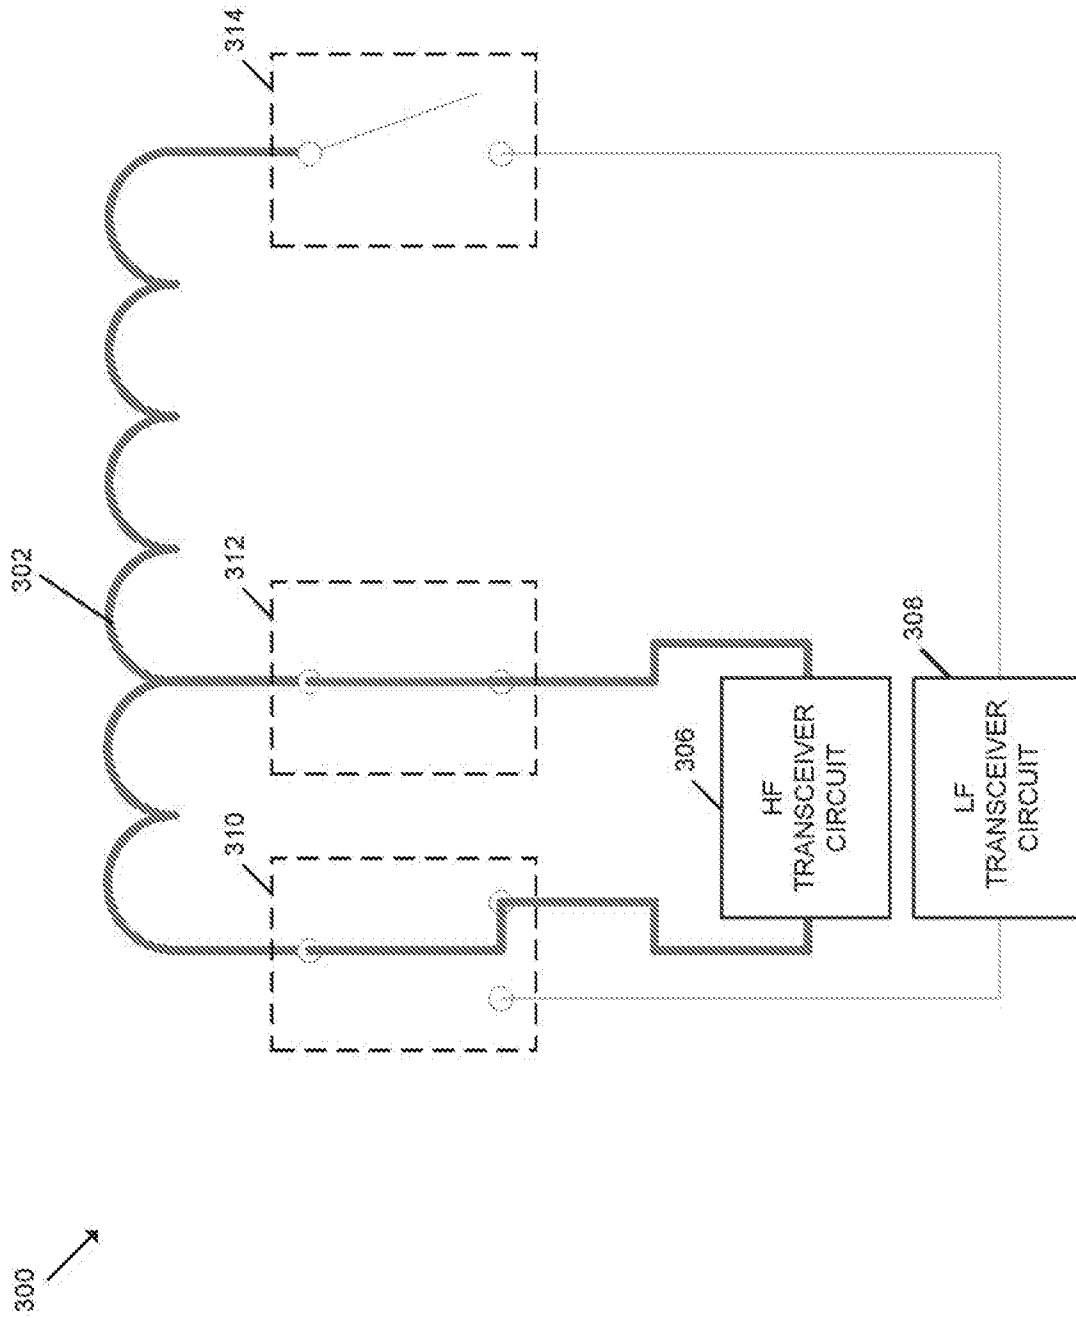 300
302
310
312
314
306
HF
TRANSCEIVER
CIRCUIT
308
LF
TRANSCEIVER
CIRCUIT